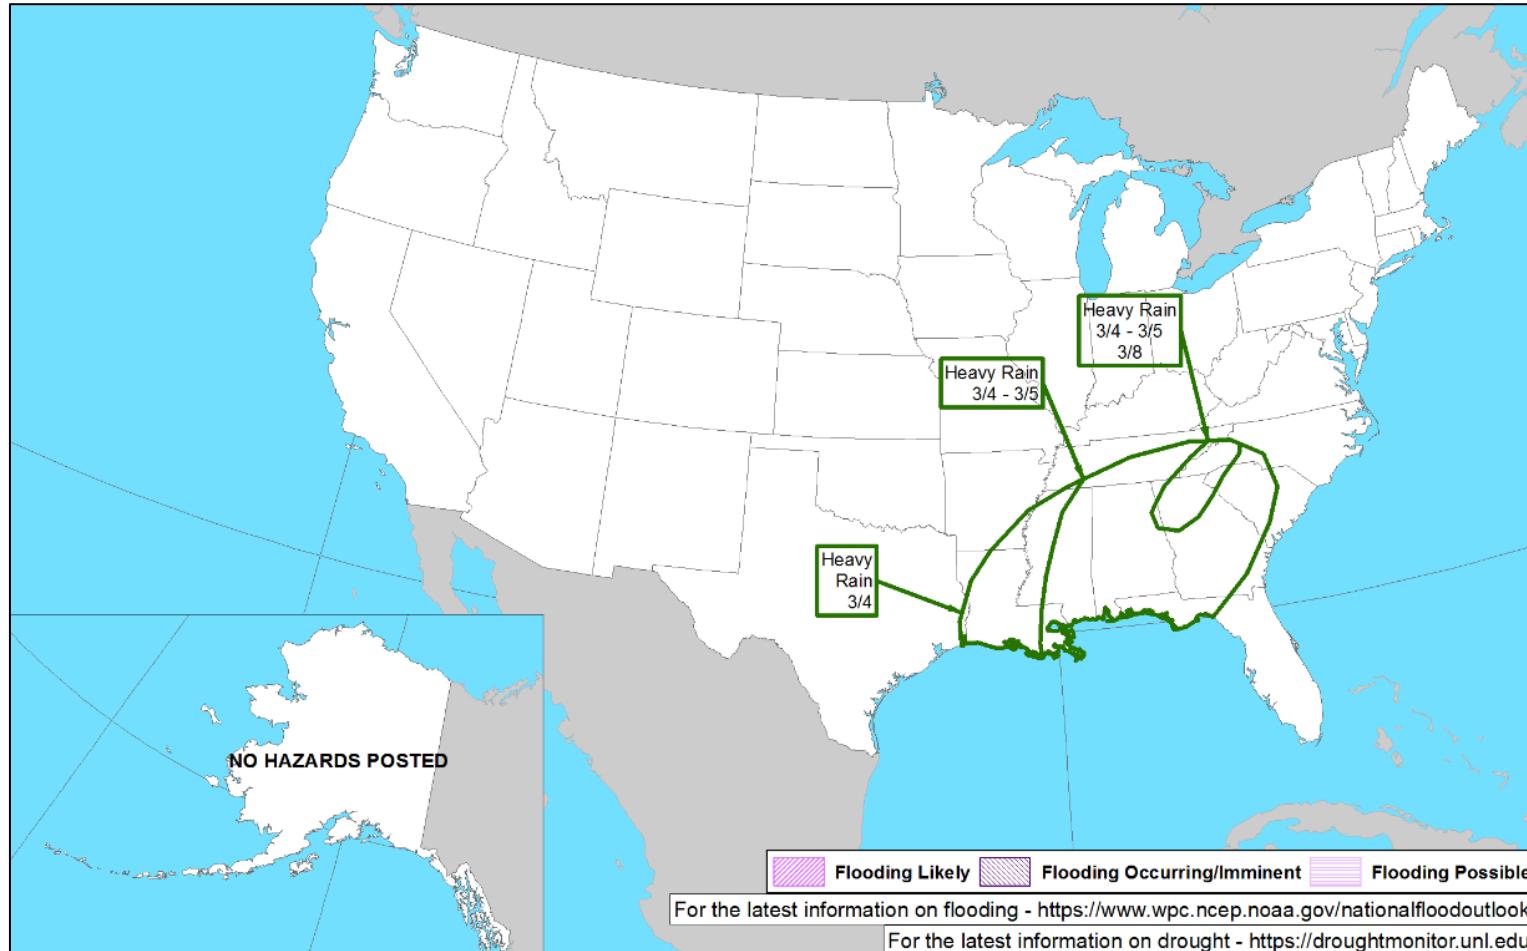 Heavy Rain
3/4 - 3/5
3/8
Heavy Rain
3/4 - 3/5
Heavy
Rain
3/4
NO HAZARDS POSTED
Flooding Likely
Flooding Occurring/Imminent
Flooding Possible
For the latest information on flooding - https://www.wpc.ncep.noaa.gov/nationalfloodoutlook
For the latest information on drought - https://droughtmonitor.unl.edu